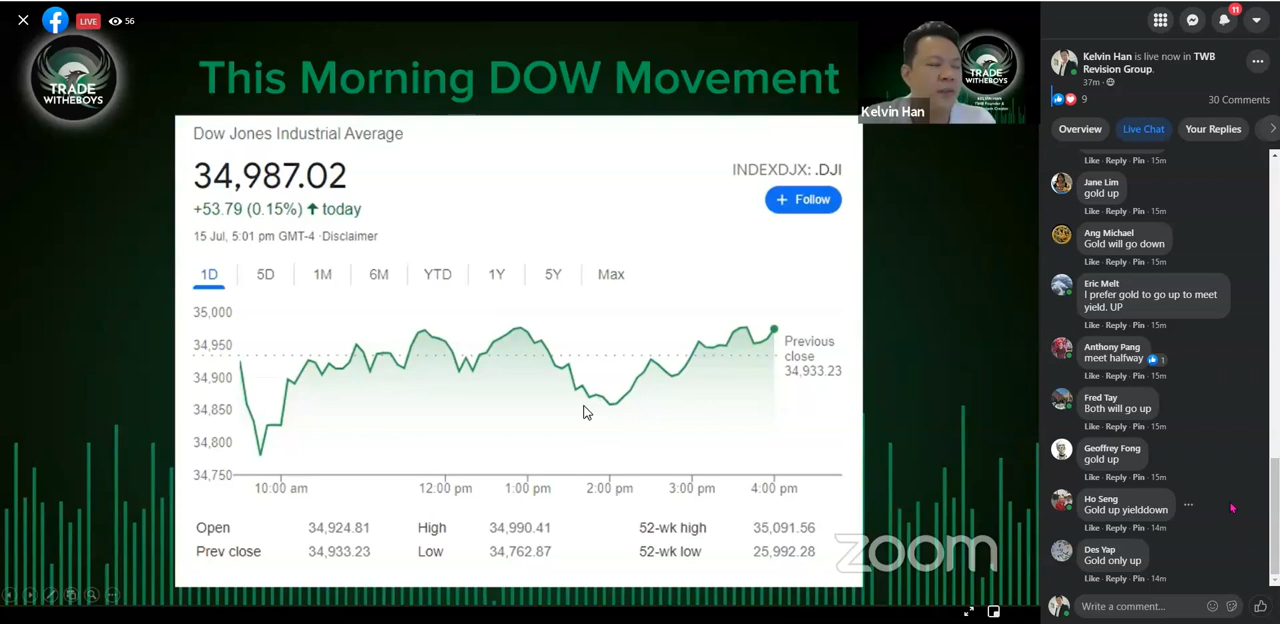 LIVE
56
TRADE
WITHEBOYS
This Morning DOW Movement
TRADE
WITHEBOYS
Kelvin Han
Dow Jones Industrial Average
34,987.02
INDEXDJX: .DJI
+53.79 (0.15%) ↑ today
+ Follow
15 Jul, 5:01 pm GMT-4 · Disclaimer
1D 5D 1M 6M YTD 1Y 5Y Max
35,000
34,950
34,900
34,850
34,800
34,750
Previous
close
34,933.23
10:00 am 12:00 pm 1:00 pm 2:00 pm 3:00 pm 4:00 pm
Open 34,924.81 High 34,990.41 52-wk high 35,091.56
Prev close 34,933.23 Low 34,762.87 52-wk low 25,992.28
zoom
11
Kelvin Han is live now in TWB
Revision Group.
37m ·
9 30 Comments
Overview Live Chat Your Replies
Like · Reply · Pin · 15m
Jane Lim
gold up
Like · Reply · Pin · 15m
Ang Michael
Gold will go down
Like · Reply · Pin · 15m
Eric Melt
I prefer gold to go up to meet
yield. UP
Like · Reply · Pin · 15m
Anthony Pang
meet halfway
1
Like · Reply · Pin · 15m
Fred Tay
Both will go up
Like · Reply · Pin · 15m
Geoffrey Fong
gold up
Like · Reply · Pin · 15m
Ho Seng
Gold up yielddown
Like · Reply · Pin · 14m
Des Yap
Gold only up
Like · Reply · Pin · 14m
Write a comment...